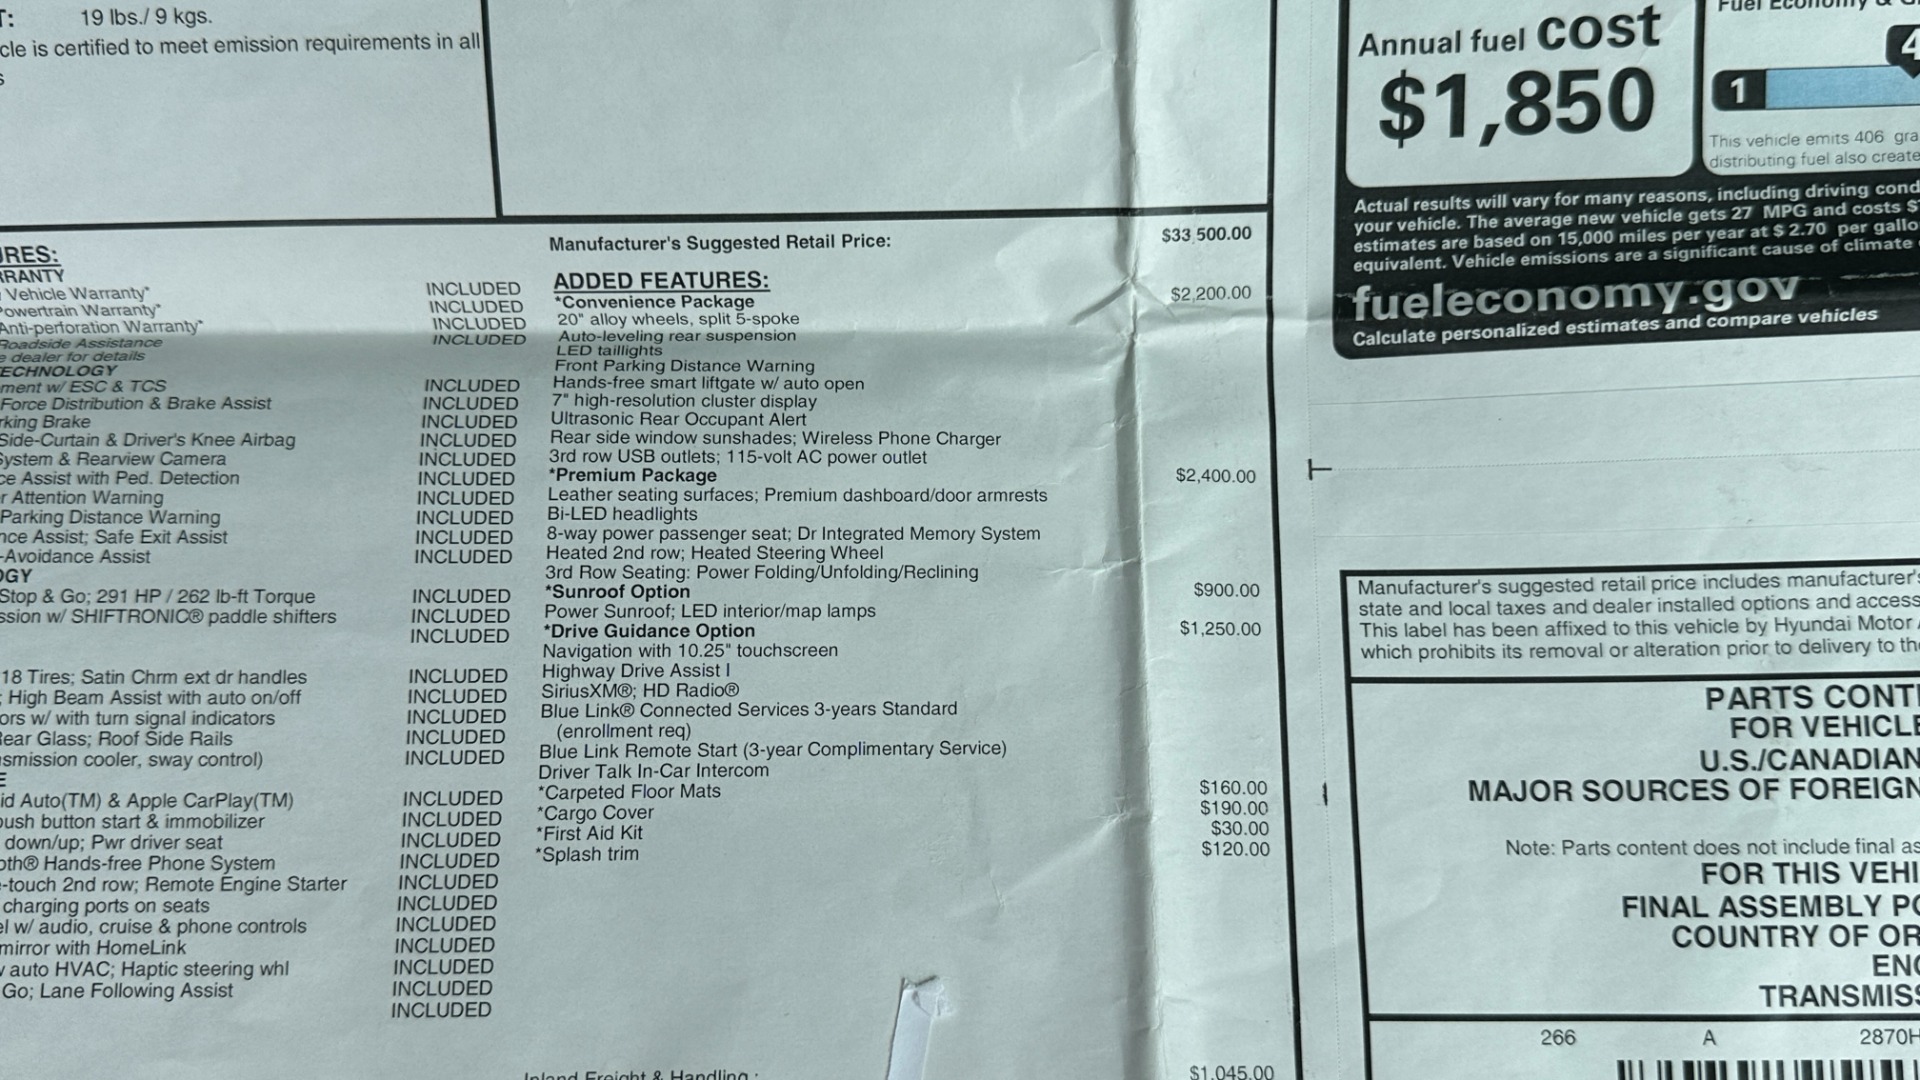 T: 19 lbs./ 9 kgs.
cle is certified to meet emission requirements in all
s
URES:
RRANTY
Vehicle Warranty* INCLUDED
Powertrain Warranty* INCLUDED
Anti-perforation Warranty* INCLUDED
Roadside Assistance INCLUDED
e dealer for details
ECHNOLOGY
ment w/ ESC & TCS INCLUDED
Force Distribution & Brake Assist INCLUDED
rking Brake INCLUDED
Side-Curtain & Driver's Knee Airbag INCLUDED
System & Rearview Camera INCLUDED
ce Assist with Ped. Detection INCLUDED
r Attention Warning INCLUDED
Parking Distance Warning INCLUDED
nce Assist; Safe Exit Assist INCLUDED
-Avoidance Assist INCLUDED
OGY
Stop & Go; 291 HP / 262 lb-ft Torque INCLUDED
ssion w/ SHIFTRONIC® paddle shifters INCLUDED
INCLUDED
18 Tires; Satin Chrm ext dr handles INCLUDED
; High Beam Assist with auto on/off INCLUDED
ors w/ with turn signal indicators INCLUDED
Rear Glass; Roof Side Rails INCLUDED
smission cooler, sway control) INCLUDED
E
id Auto(TM) & Apple CarPlay(TM) INCLUDED
push button start & immobilizer INCLUDED
down/up; Pwr driver seat INCLUDED
oth® Hands-free Phone System INCLUDED
-touch 2nd row; Remote Engine Starter INCLUDED
charging ports on seats INCLUDED
el w/ audio, cruise & phone controls INCLUDED
mirror with HomeLink INCLUDED
w auto HVAC; Haptic steering whl INCLUDED
Go; Lane Following Assist INCLUDED
INCLUDED
Manufacturer's Suggested Retail Price: $33,500.00
ADDED FEATURES:
*Convenience Package $2,200.00
20" alloy wheels, split 5-spoke
Auto-leveling rear suspension
LED taillights
Front Parking Distance Warning
Hands-free smart liftgate w/ auto open
7" high-resolution cluster display
Ultrasonic Rear Occupant Alert
Rear side window sunshades; Wireless Phone Charger
3rd row USB outlets; 115-volt AC power outlet
*Premium Package $2,400.00
Leather seating surfaces; Premium dashboard/door armrests
Bi-LED headlights
8-way power passenger seat; Dr Integrated Memory System
Heated 2nd row; Heated Steering Wheel
3rd Row Seating: Power Folding/Unfolding/Reclining
*Sunroof Option $900.00
Power Sunroof; LED interior/map lamps
*Drive Guidance Option $1,250.00
Navigation with 10.25" touchscreen
Highway Drive Assist I
SiriusXM®; HD Radio®
Blue Link® Connected Services 3-years Standard
(enrollment req)
Blue Link Remote Start (3-year Complimentary Service)
Driver Talk In-Car Intercom
*Carpeted Floor Mats $160.00
*Cargo Cover $190.00
*First Aid Kit $30.00
*Splash trim $120.00
Inland Freight & Handling : $1,045.00
Annual fuel cost
$1,850
Fuel Economy & G
4
1
This vehicle emits 406 gra
distributing fuel also create
Actual results will vary for many reasons, including driving cond
your vehicle. The average new vehicle gets 27 MPG and costs $
estimates are based on 15,000 miles per year at $ 2.70 per gallo
equivalent. Vehicle emissions are a significant cause of climate
fueleconomy.gov
Calculate personalized estimates and compare vehicles
Manufacturer's suggested retail price includes manufacturer's
state and local taxes and dealer installed options and access
This label has been affixed to this vehicle by Hyundai Motor A
which prohibits its removal or alteration prior to delivery to th
PARTS CONT
FOR VEHICLE
U.S./CANADIAN
MAJOR SOURCES OF FOREIGN
Note: Parts content does not include final as
FOR THIS VEHI
FINAL ASSEMBLY PO
COUNTRY OF OR
ENG
TRANSMISS
266 A 2870H